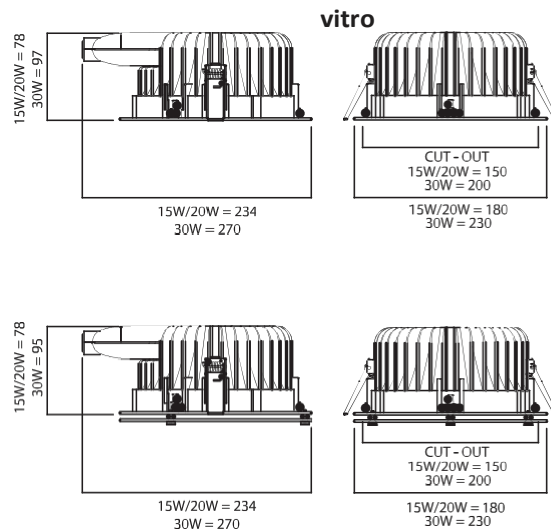 vitro
15W/20W = 78
30W = 97
CUT - OUT
15W/20W = 150
30W = 200
15W/20W = 234
30W = 270
15W/20W = 180
30W = 230
15W/20W = 78
30W = 95
CUT - OUT
15W/20W = 150
30W = 200
15W/20W = 234
30W = 270
15W/20W = 180
30W = 230